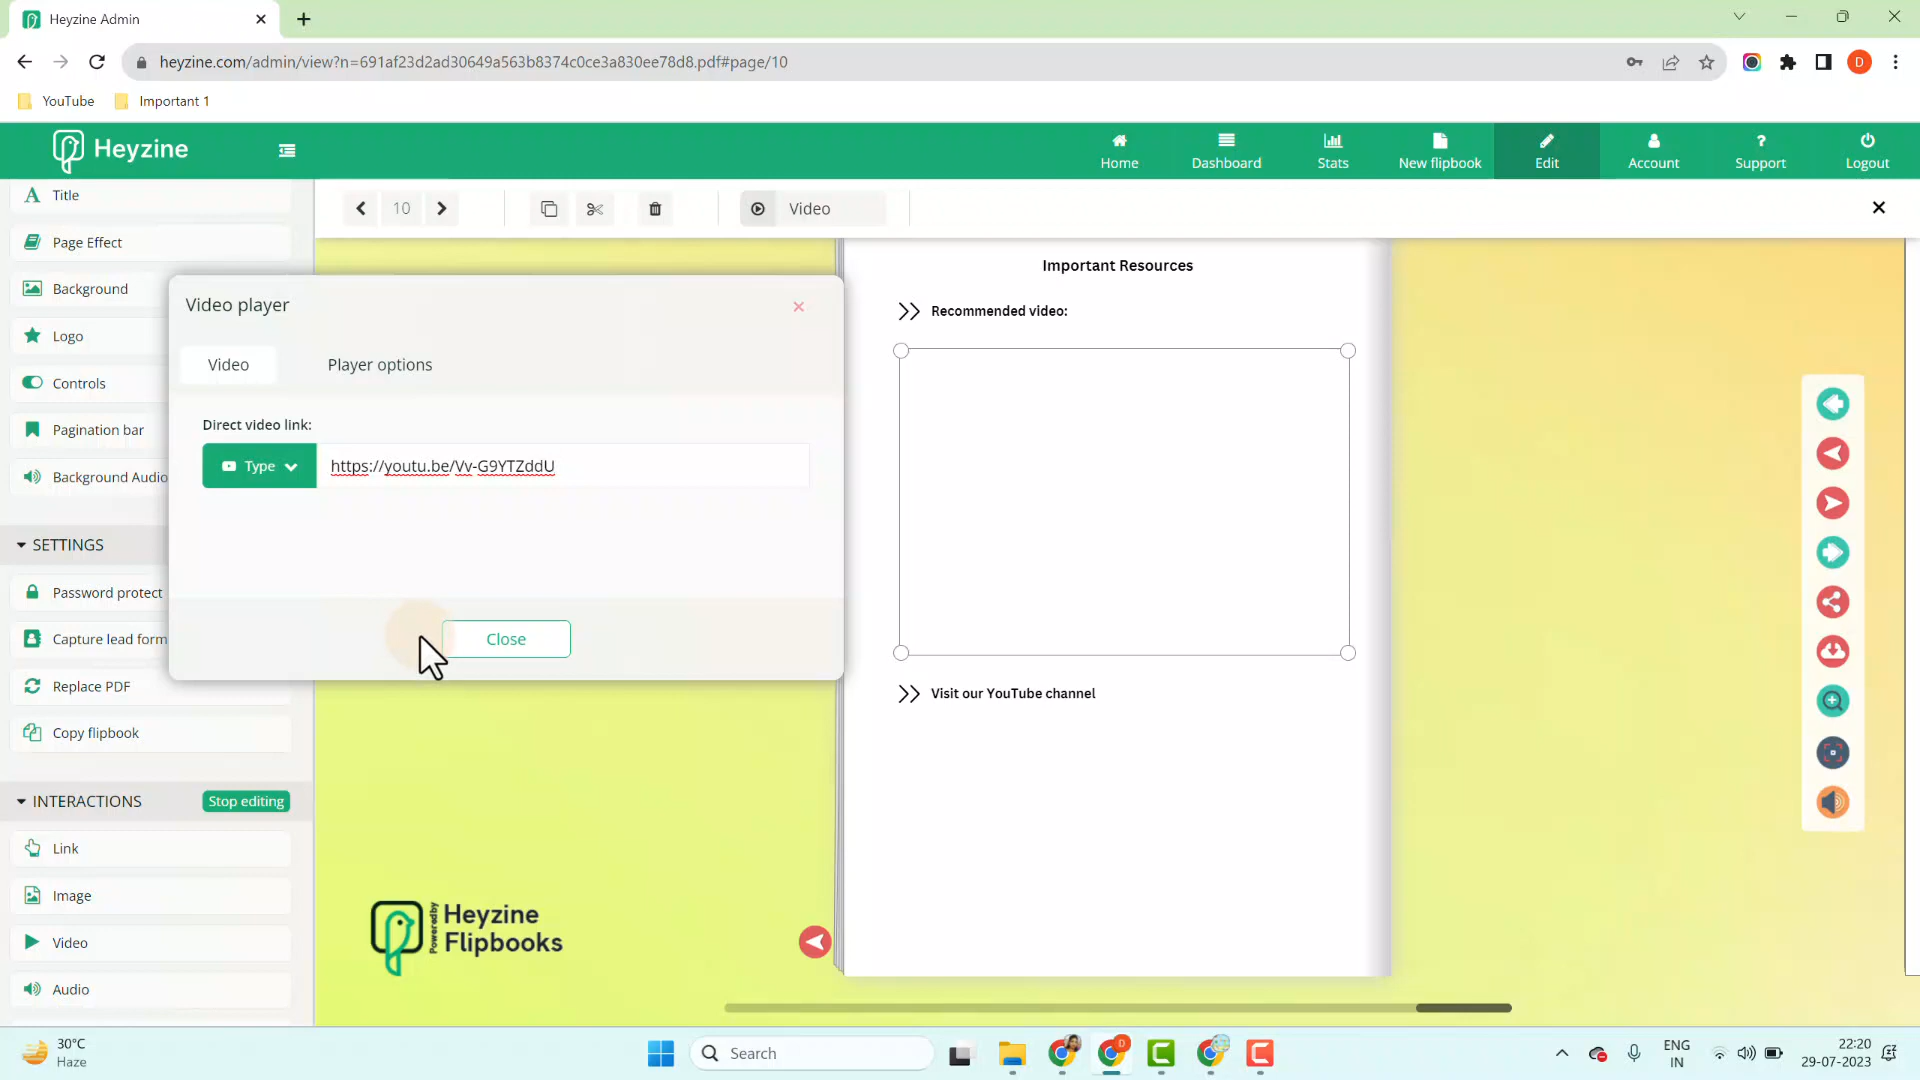 Heyzine Admin
heyzine.com/admin/view?n=691af23d2ad30649a563b8374c0ce3a830ee78d8.pdf#page/10
D
YouTube
Important 1
Heyzine
Home
Dashboard
Stats
New flipbook
Edit
Account
Support
Logout
Title
Page Effect
Background
Logo
Controls
Pagination bar
Background Audio
SETTINGS
Password protect
Capture lead form
Replace PDF
Copy flipbook
INTERACTIONS
Stop editing
Link
Image
Video
Audio
10
Video
Video player
Video
Player options
Direct video link:
Type
https://youtu.be/Vv-G9YTZddU
Close
Important Resources
Recommended video:
Visit our YouTube channel
Powered by
Heyzine
Flipbooks
30°C
Haze
Search
D
ENG
IN
22:20
29-07-2023